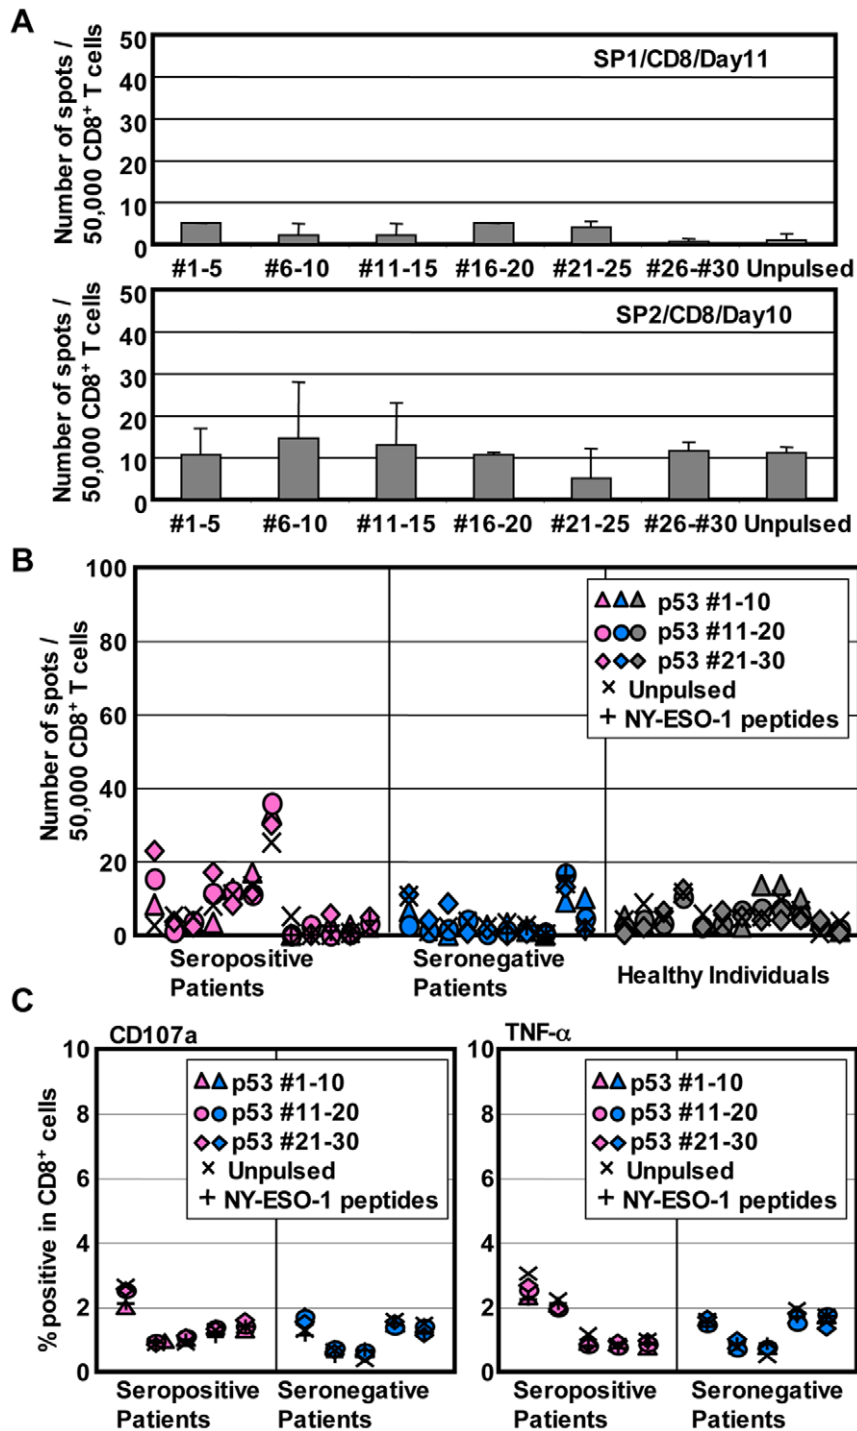 A
Number of spots /
50,000 CD8⁺ T cells
50
40
30
20
10
0
SP1/CD8/Day11
#1-5 #6-10 #11-15 #16-20 #21-25 #26-#30 Unpulsed
Number of spots /
50,000 CD8⁺ T cells
50
40
30
20
10
0
SP2/CD8/Day10
#1-5 #6-10 #11-15 #16-20 #21-25 #26-#30 Unpulsed
B
Number of spots /
50,000 CD8⁺ T cells
100
80
60
40
20
0
p53 #1-10
p53 #11-20
p53 #21-30
Unpulsed
NY-ESO-1 peptides
Seropositive
Patients
Seronegative
Patients
Healthy Individuals
C
CD107a
% positive in CD8⁺ cells
10
8
6
4
2
0
p53 #1-10
p53 #11-20
p53 #21-30
Unpulsed
NY-ESO-1 peptides
Seropositive
Patients
Seronegative
Patients
TNF-α
10
8
6
4
2
0
p53 #1-10
p53 #11-20
p53 #21-30
Unpulsed
NY-ESO-1 peptides
Seropositive
Patients
Seronegative
Patients